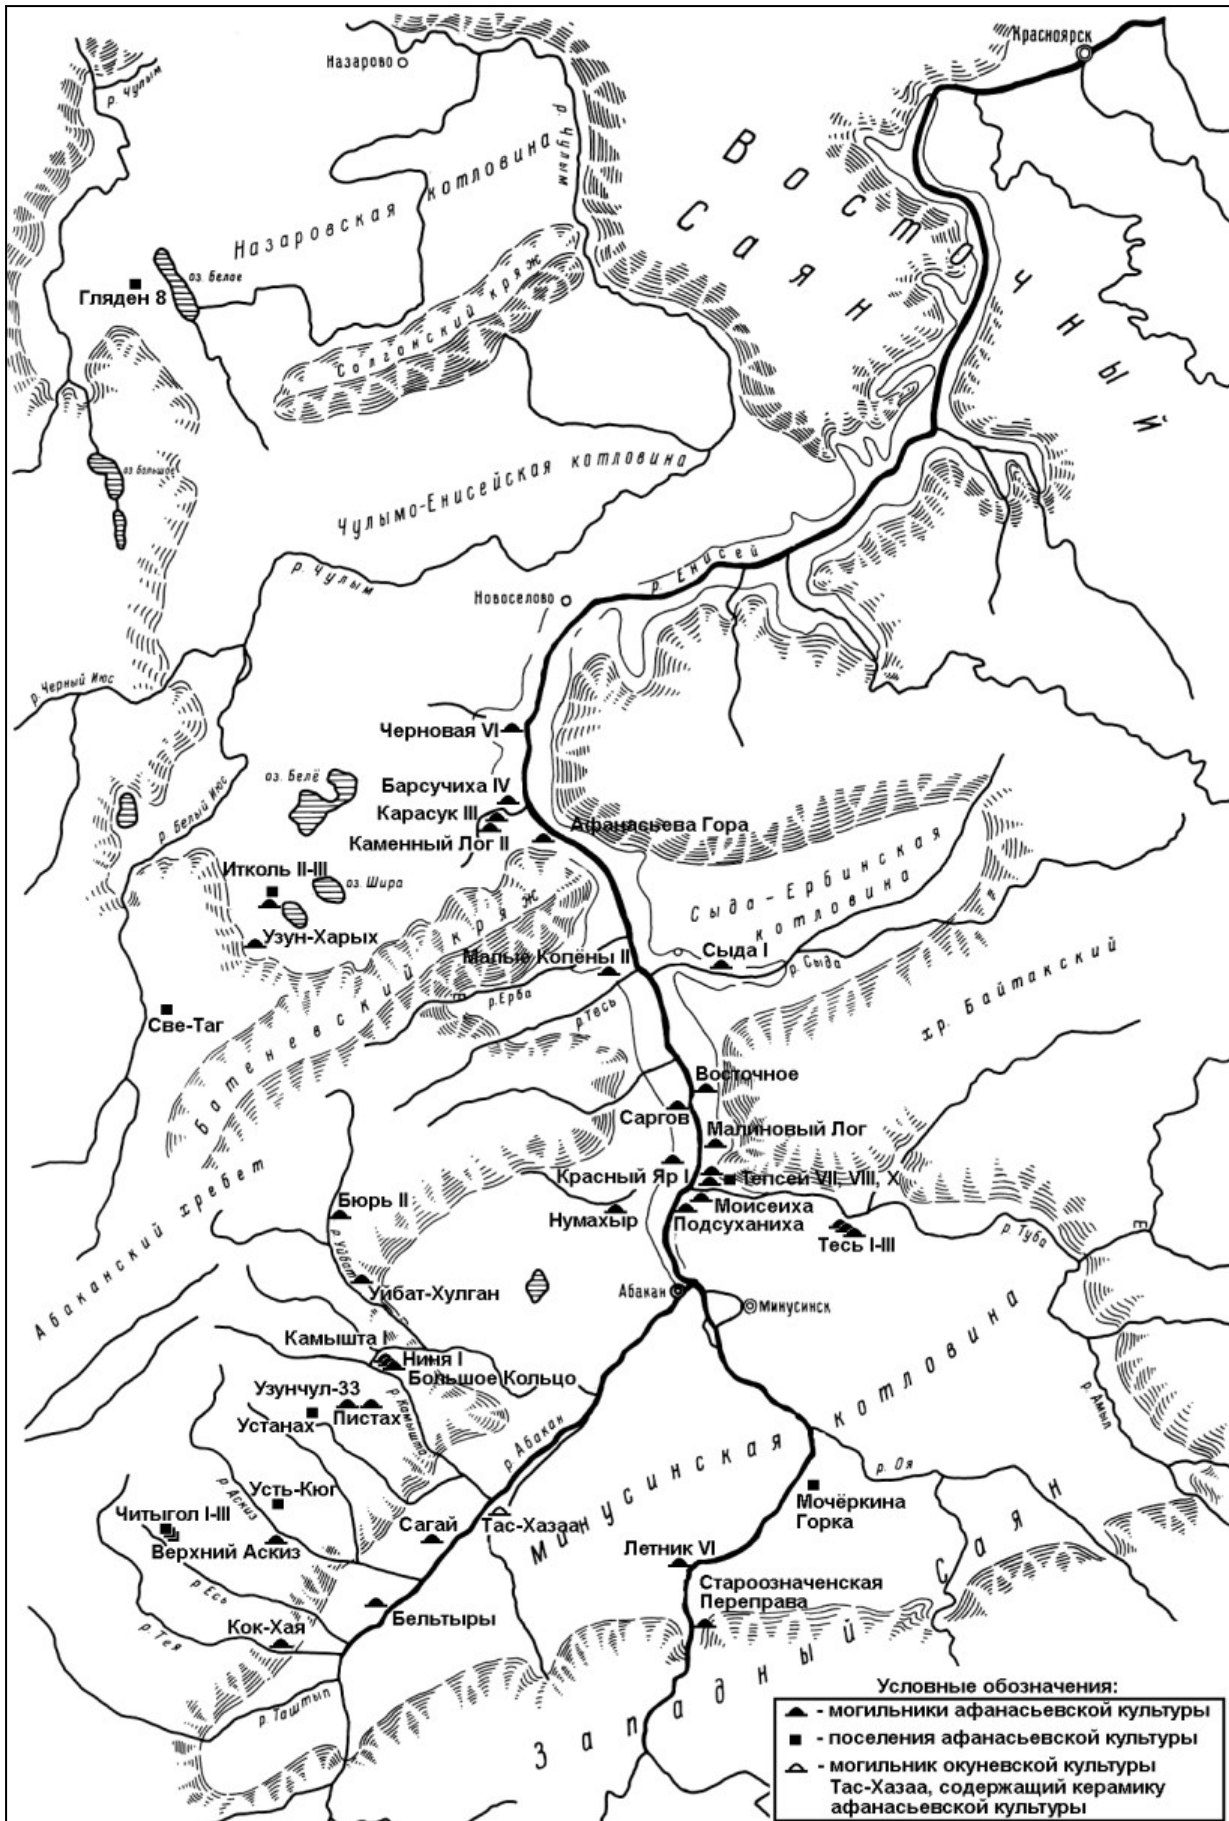 Красноярск
Назарово
р. Чулым
р. Чулым
Восточный
Саян
Назаровская котловина
оз. Белое
Гляден 8
Солгонский кряж
оз. Большое
Чулымо-Енисейская котловина
р. Чулым
р. Енисей
Новоселово
р. Черный Июс
Черновая VI
оз. Белё
р. Белый Июс
Барсучиха IV
Карасук III
Каменный Лог II
Афанасьева Гора
Итколь II-III
оз. Шира
Сыда-Ербинская
котловина
Узун-Харых
Малые Копёны II
Сыда I
р. Сыда
р. Ерба
р. Тесь
Све-Таг
Батеневский кряж
хр. Байтакский
Восточное
Саргов
Малиновый Лог
Красный Яр I
Тепсей VII, VIII, X
Бюрь II
Нумахыр
Моисеиха
Подсуханиха
Тесь I-III
р. Туба
Абаканский хребет
р. Уйбат
Уйбат-Хулган
Абакан
Минусинск
Камышта I
Ниня I
Большое Кольцо
Узунчул-33
Пистах
Устанах
р. Камышта
р. Абакан
р. Амыл
Минусинская котловина
р. Оя
р. Аскиз
Усть-Кюг
Мочёркина
Горка
Читыгол I-III
Верхний Аскиз
Сагай
Тас-Хазаа
Летник VI
р. Есь
Староозначенская
Переправа
Бельтыры
р. Тея
Кок-Хая
р. Таштып
Западный Саян
Условные обозначения:
- могильники афанасьевской культуры
- поселения афанасьевской культуры
- могильник окуневской культуры
Тас-Хазаа, содержащий керамику
афанасьевской культуры